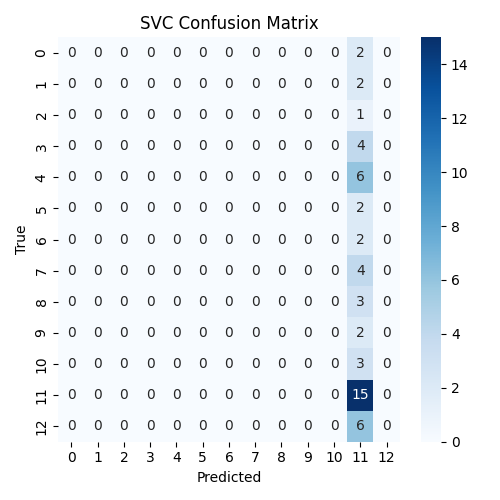 SVC Confusion Matrix
True
0 0 0 0 0 0 0 0 0 0 0 0 2 0
1 0 0 0 0 0 0 0 0 0 0 0 2 0
2 0 0 0 0 0 0 0 0 0 0 0 1 0
3 0 0 0 0 0 0 0 0 0 0 0 4 0
4 0 0 0 0 0 0 0 0 0 0 0 6 0
5 0 0 0 0 0 0 0 0 0 0 0 2 0
6 0 0 0 0 0 0 0 0 0 0 0 2 0
7 0 0 0 0 0 0 0 0 0 0 0 4 0
8 0 0 0 0 0 0 0 0 0 0 0 3 0
9 0 0 0 0 0 0 0 0 0 0 0 2 0
10 0 0 0 0 0 0 0 0 0 0 0 3 0
11 0 0 0 0 0 0 0 0 0 0 0 15 0
12 0 0 0 0 0 0 0 0 0 0 0 6 0
0 1 2 3 4 5 6 7 8 9 10 11 12
Predicted
14
12
10
8
6
4
2
0